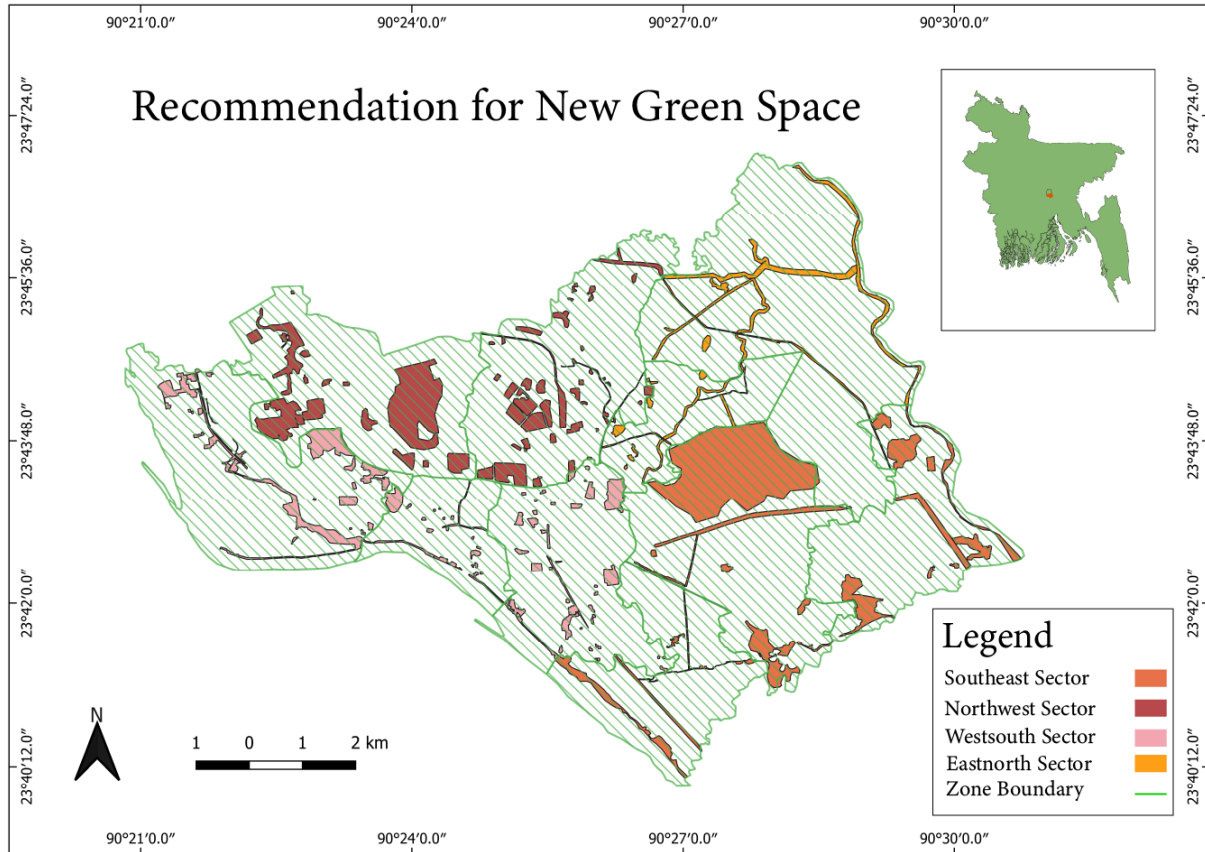 90°21′0.0″ 90°24′0.0″ 90°27′0.0″ 90°30′0.0″
Recommendation for New Green Space
23°47′24.0″ 23°47′24.0″
23°45′36.0″ 23°45′36.0″
23°43′48.0″ 23°43′48.0″
23°42′0.0″ 23°42′0.0″
23°40′12.0″ 23°40′12.0″
Legend
Southeast Sector
Northwest Sector
Westsouth Sector
Eastnorth Sector
Zone Boundary
N
1 0 1 2 km
90°21′0.0″ 90°24′0.0″ 90°27′0.0″ 90°30′0.0″